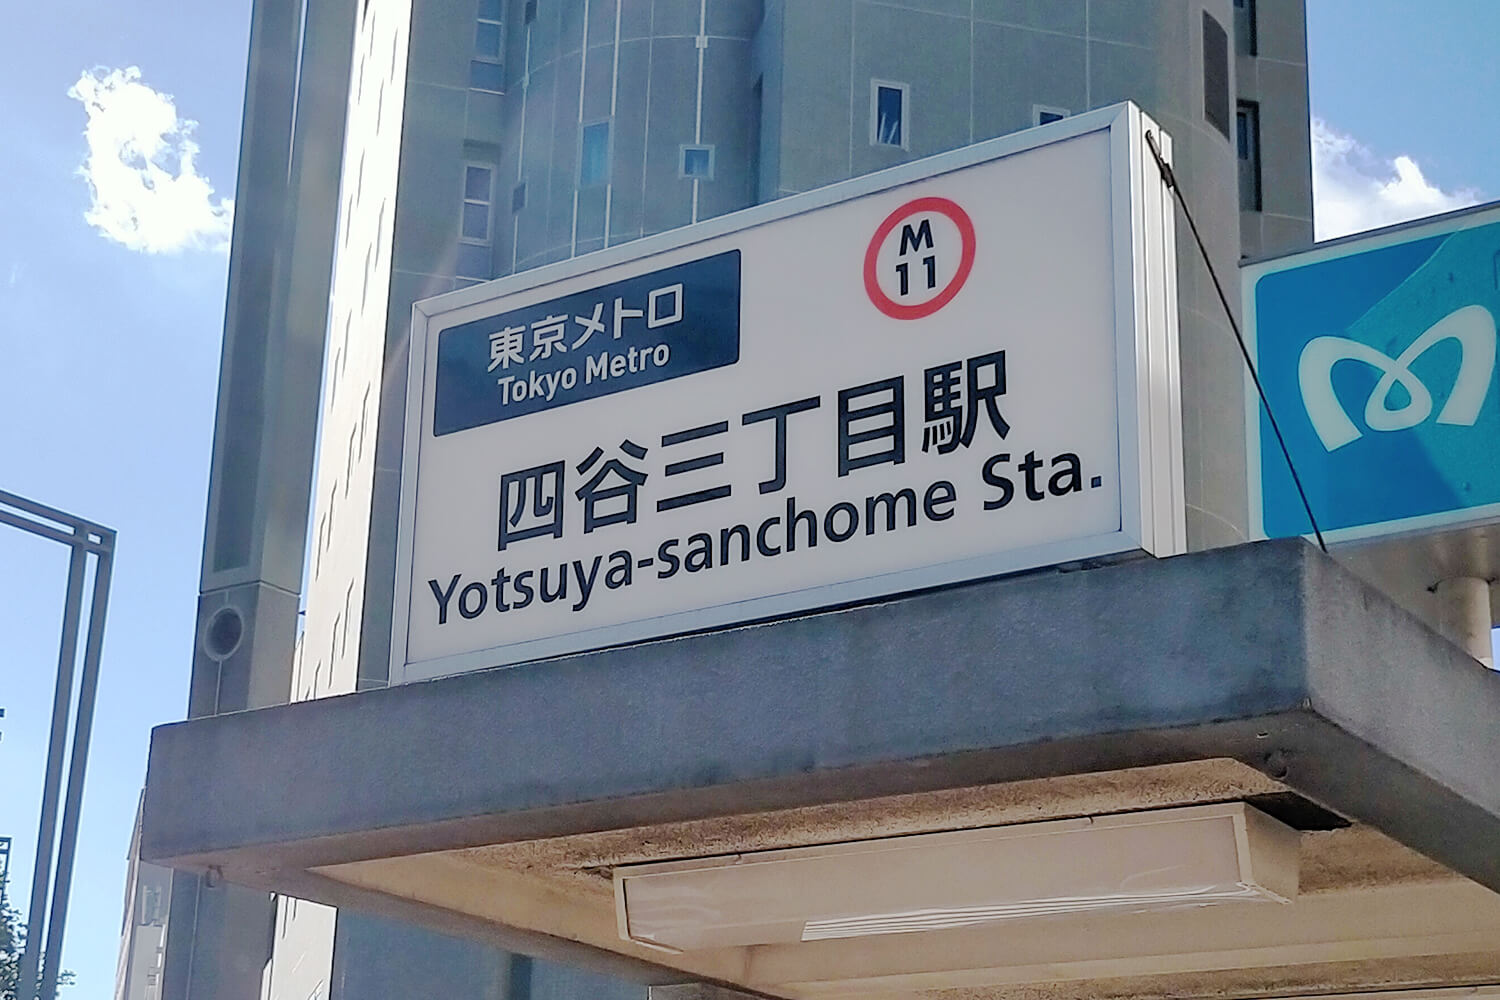 東京メトロ
Tokyo Metro
M
11
四谷三丁目駅
Yotsuya-sanchome Sta.